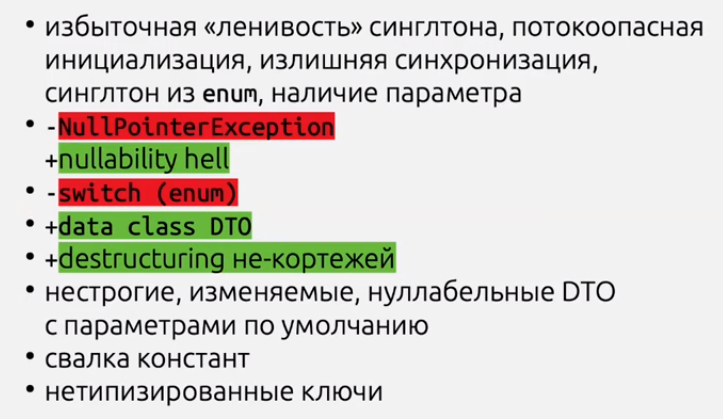 • избыточная «ленивость» синглтона, потокоопасная
инициализация, излишняя синхронизация,
синглтон из enum, наличие параметра
• -NullPointerException
+nullability hell
• -switch (enum)
• +data class DTO
• +destructuring не-кортежей
• нестрогие, изменяемые, нуллабельные DTO
с параметрами по умолчанию
• свалка констант
• нетипизированные ключи